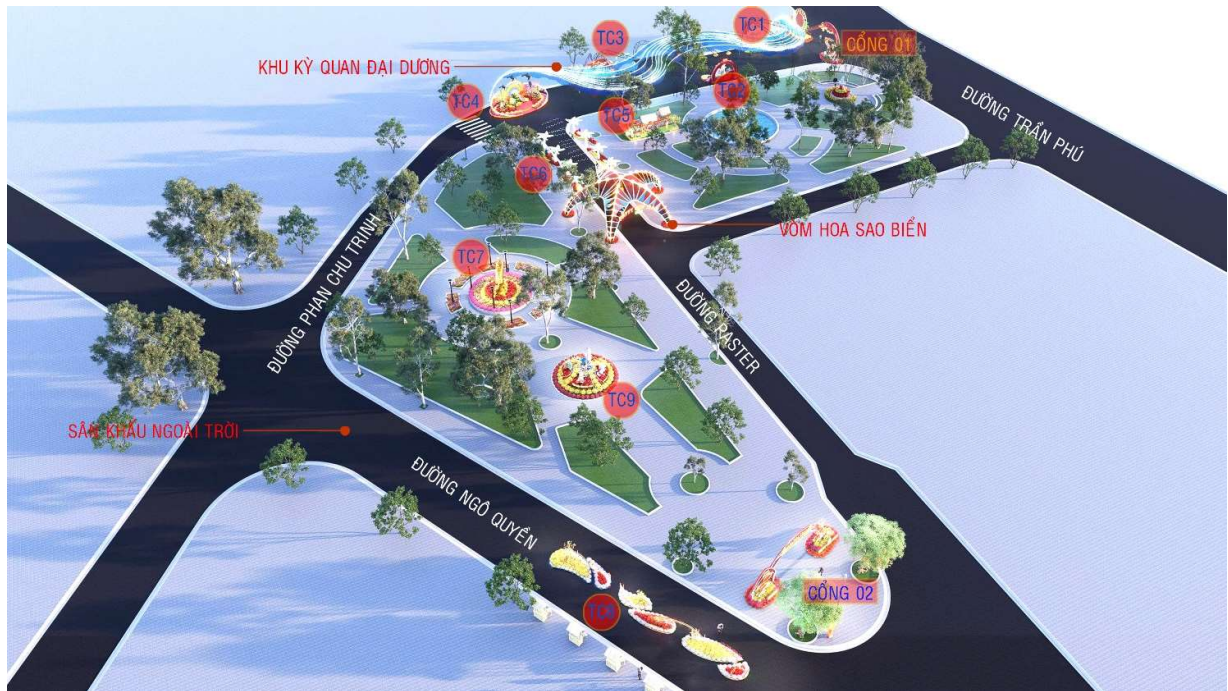 TC1
TC3
CỔNG 01
KHU KỲ QUAN ĐẠI DƯƠNG
TC4
TC2
TC5
ĐƯỜNG TRẦN PHÚ
TC6
VÒM HOA SAO BIỂN
TC7
ĐƯỜNG PHAN CHU TRINH
ĐƯỜNG PASTER
TC9
SÂN KHẤU NGOÀI TRỜI
ĐƯỜNG NGÔ QUYỀN
CỔNG 02
TC8